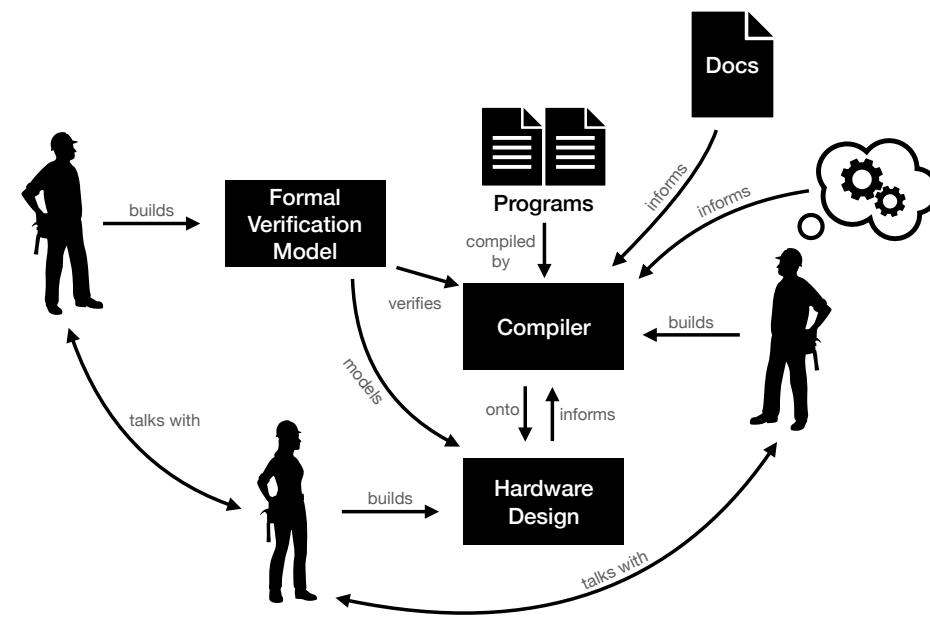 Docs
informs
informs
Programs
compiled
by
builds
Formal
Verification
Model
verifies
Compiler
builds
models
onto
informs
talks with
builds
Hardware
Design
talks with